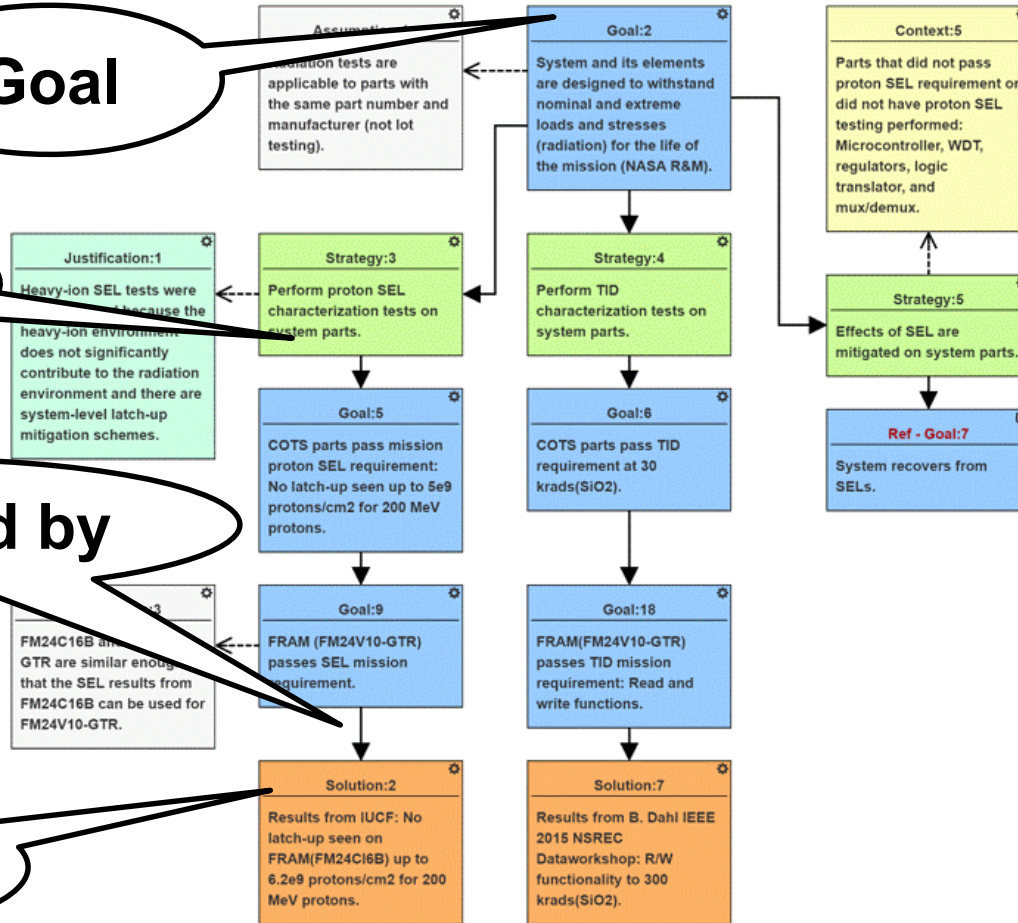 Goal
d by
Assumption
Radiation tests are
applicable to parts with
the same part number and
manufacturer (not lot
testing).
Goal:2
System and its elements
are designed to withstand
nominal and extreme
loads and stresses
(radiation) for the life of
the mission (NASA R&M).
Context:5
Parts that did not pass
proton SEL requirement or
did not have proton SEL
testing performed:
Microcontroller, WDT,
regulators, logic
translator, and
mux/demux.
Justification:1
Heavy-ion SEL tests were
because the
heavy-ion environment
does not significantly
contribute to the radiation
environment and there are
system-level latch-up
mitigation schemes.
Strategy:3
Perform proton SEL
characterization tests on
system parts.
Strategy:4
Perform TID
characterization tests on
system parts.
Strategy:5
Effects of SEL are
mitigated on system parts.
Goal:5
COTS parts pass mission
proton SEL requirement:
No latch-up seen up to 5e9
protons/cm2 for 200 MeV
protons.
Goal:6
COTS parts pass TID
requirement at 30
krads(SiO2).
Ref - Goal:7
System recovers from
SELs.
:3
FM24C16B and
GTR are similar enough
that the SEL results from
FM24C16B can be used for
FM24V10-GTR.
Goal:9
FRAM (FM24V10-GTR)
passes SEL mission
requirement.
Goal:18
FRAM(FM24V10-GTR)
passes TID mission
requirement: Read and
write functions.
Solution:2
Results from IUCF: No
latch-up seen on
FRAM(FM24CI6B) up to
6.2e9 protons/cm2 for 200
MeV protons.
Solution:7
Results from B. Dahl IEEE
2015 NSREC
Dataworkshop: R/W
functionality to 300
krads(SiO2).